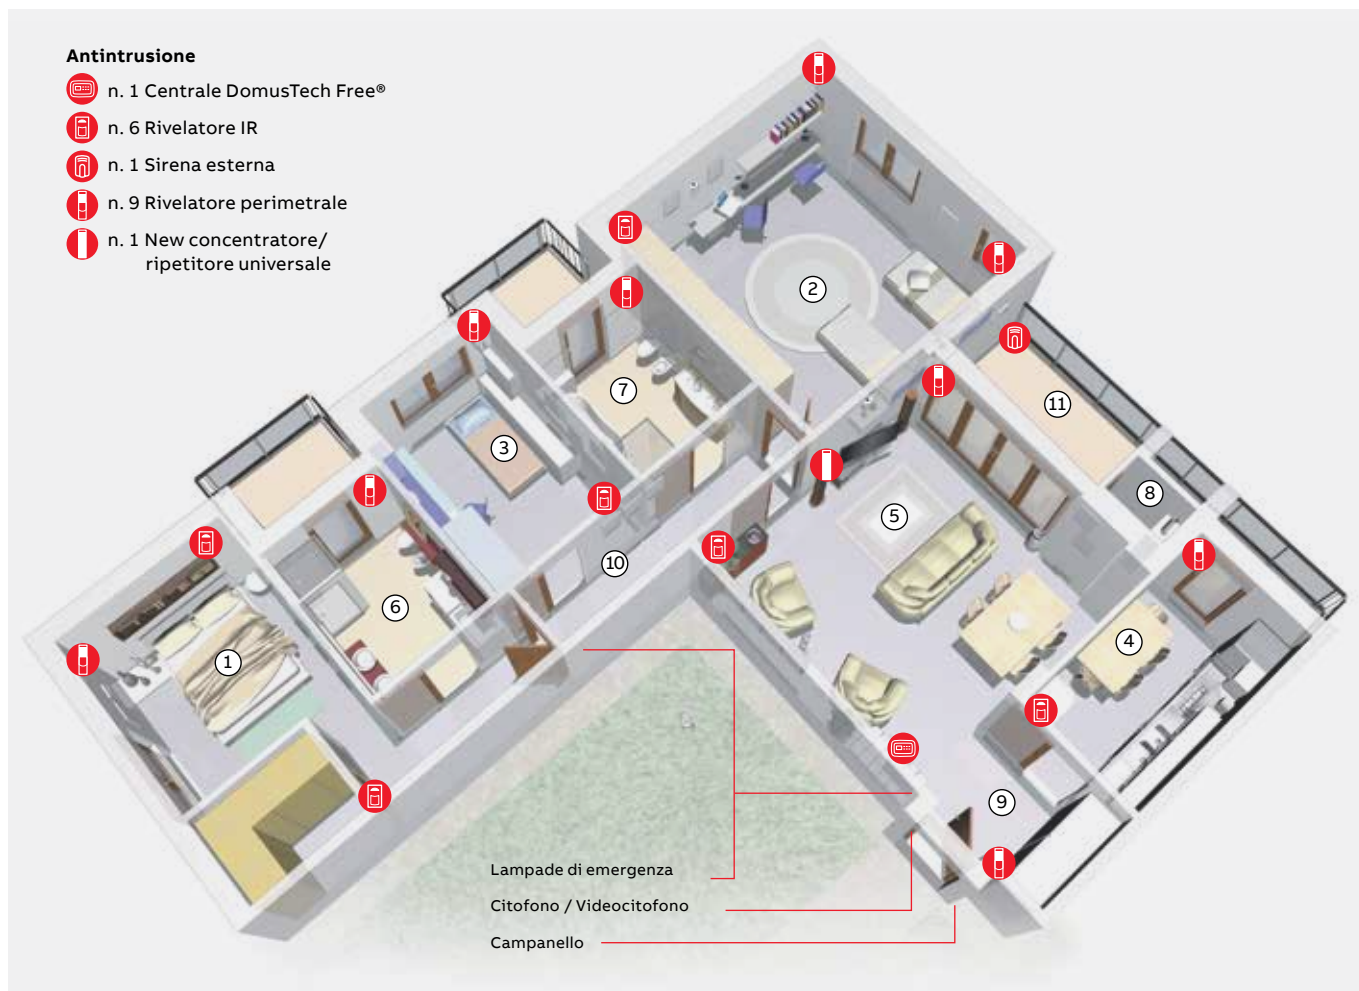 Antintrusione
n. 1 Centrale DomusTech Free®
n. 6 Rivelatore IR
n. 1 Sirena esterna
n. 9 Rivelatore perimetrale
n. 1 New concentratore/
ripetitore universale
2
7
11
3
8
5
10
6
4
1
9
Lampade di emergenza
Citofono / Videocitofono
Campanello